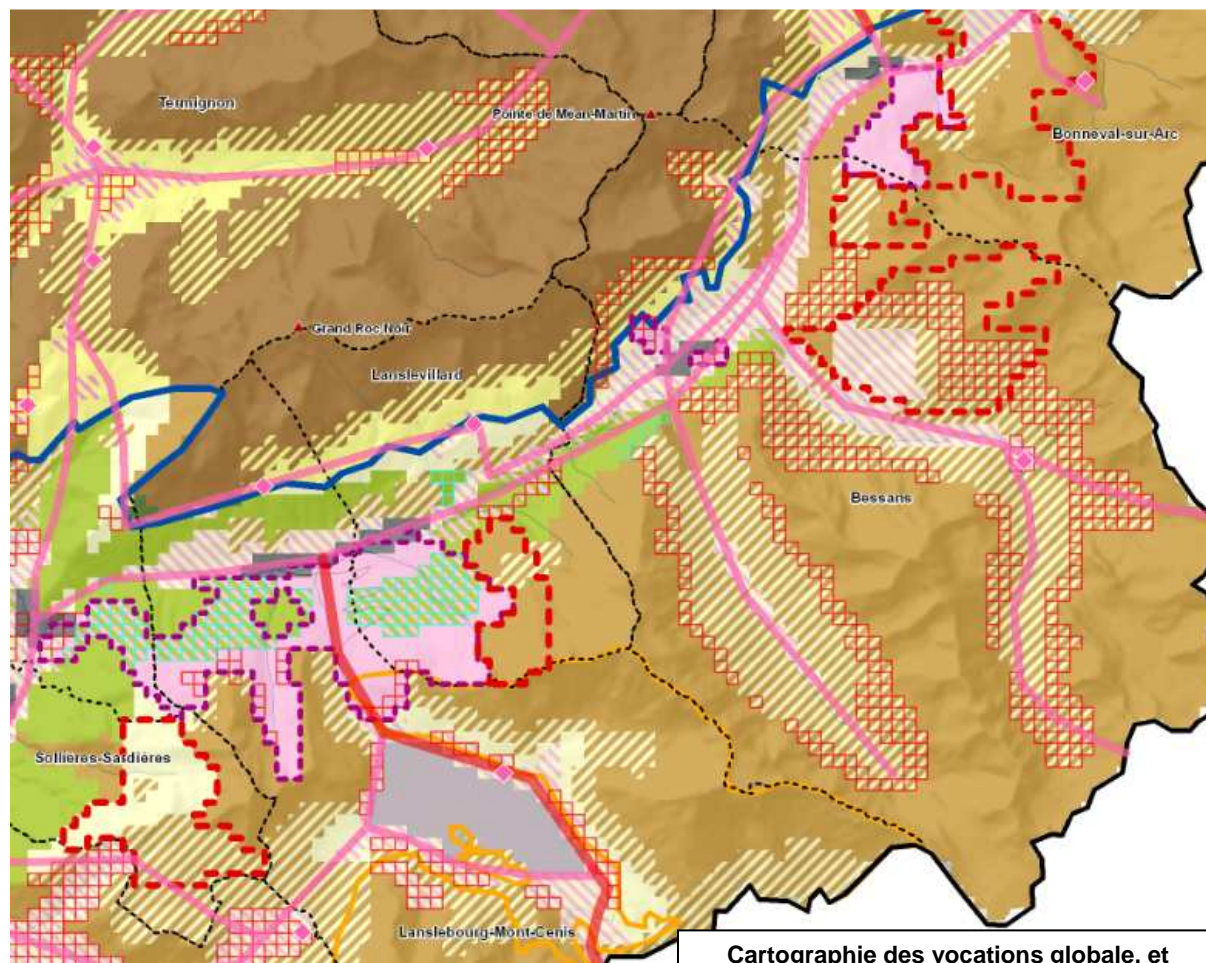 Termignon
Pointe de Méan-Martin
Bonneval-sur-Arc
Grand Roc Noir
Lanslevillard
Bessans
Sollières-Sardières
Lanslebourg-Mont-Cenis
Cartographie des vocations globale, et